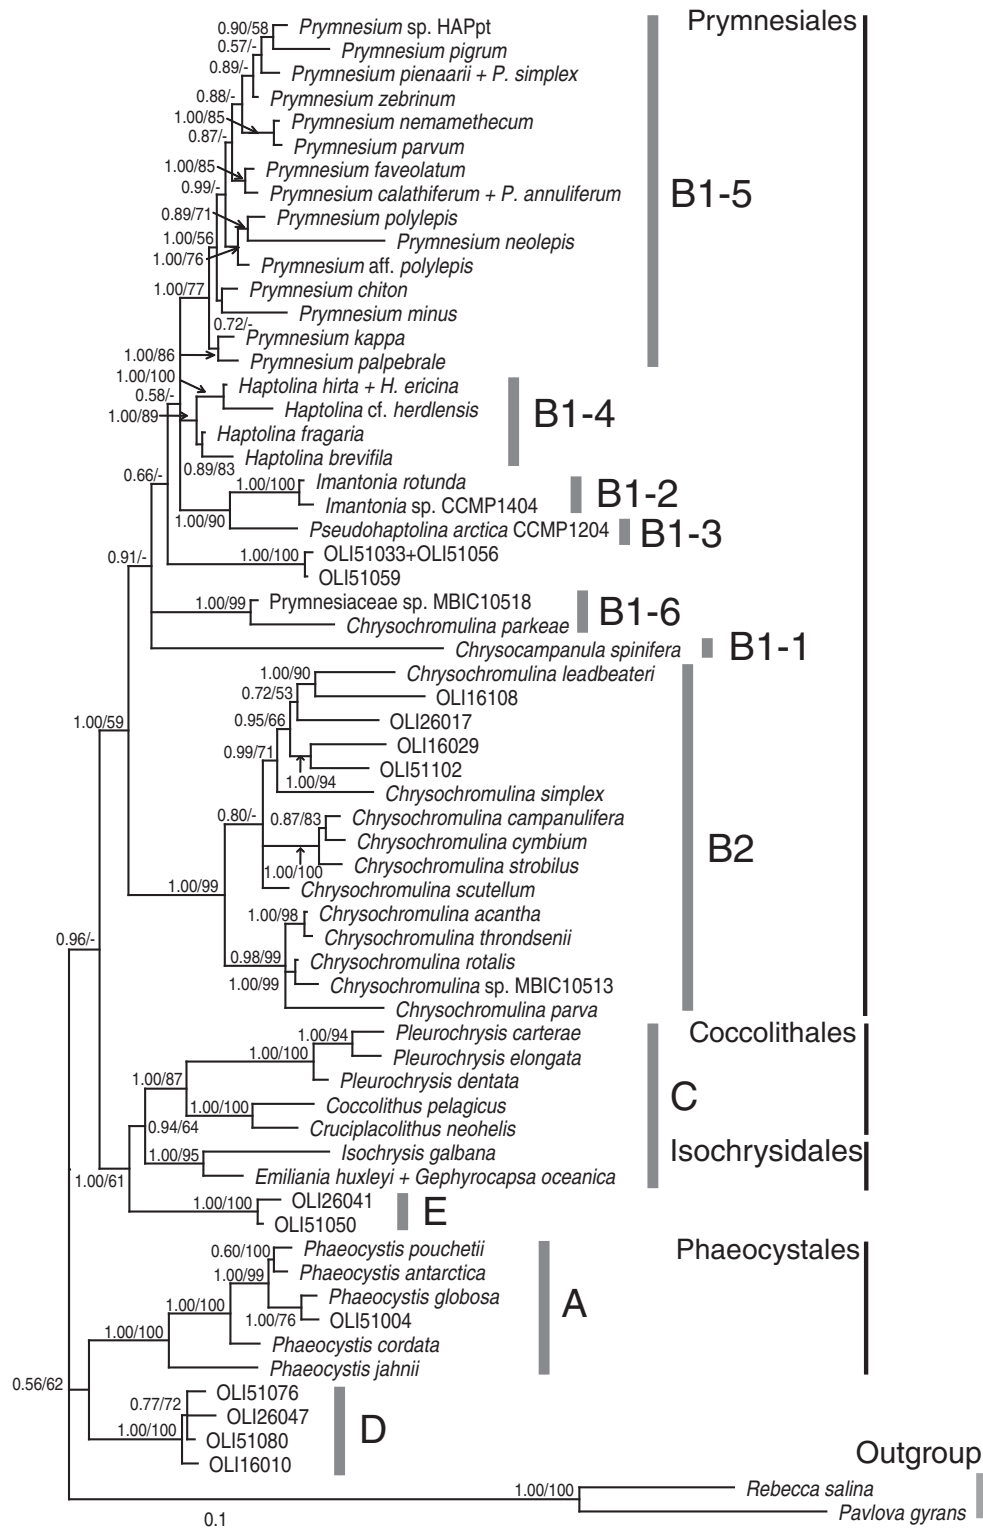 Prymnesiales
0.90/58
Prymnesium sp. HAPpt
0.57/-
Prymnesium pigrum
0.89/-
Prymnesium pienaarii + P. simplex
0.88/-
Prymnesium zebrinum
1.00/85
Prymnesium nemamethecum
0.87/-
Prymnesium parvum
1.00/85
Prymnesium faveolatum
0.99/-
Prymnesium calathiferum + P. annuliferum
B1-5
0.89/71
Prymnesium polylepis
1.00/56
Prymnesium neolepis
1.00/76
Prymnesium aff. polylepis
1.00/77
Prymnesium chiton
Prymnesium minus
0.72/-
Prymnesium kappa
1.00/86
Prymnesium palpebrale
1.00/100
Haptolina hirta + H. ericina
0.58/-
Haptolina cf. herdlensis
B1-4
1.00/89
Haptolina fragaria
Haptolina brevifila
0.89/83
0.66/-
1.00/100
Imantonia rotunda
Imantonia sp. CCMP1404
B1-2
1.00/90
Pseudohaptolina arctica CCMP1204
B1-3
0.91/-
1.00/100
OLI51033+OLI51056
OLI51059
1.00/99
Prymnesiaceae sp. MBIC10518
B1-6
Chrysochromulina parkeae
Chrysocampanula spinifera
B1-1
1.00/90
Chrysochromulina leadbeateri
0.72/53
OLI16108
1.00/59
0.95/66
OLI26017
0.99/71
OLI16029
OLI51102
1.00/94
Chrysochromulina simplex
0.80/-
0.87/83
Chrysochromulina campanulifera
Chrysochromulina cymbium
B2
Chrysochromulina strobilus
1.00/100
1.00/99
Chrysochromulina scutellum
1.00/98
Chrysochromulina acantha
Chrysochromulina throndsenii
0.96/-
0.98/99
Chrysochromulina rotalis
1.00/99
Chrysochromulina sp. MBIC10513
Chrysochromulina parva
Coccolithales
1.00/94
Pleurochrysis carterae
1.00/100
Pleurochrysis elongata
1.00/87
Pleurochrysis dentata
C
1.00/100
Coccolithus pelagicus
0.94/64
Cruciplacolithus neohelis
Isochrysidales
1.00/95
Isochrysis galbana
1.00/61
Emiliania huxleyi + Gephyrocapsa oceanica
1.00/100
OLI26041
E
OLI51050
Phaeocystales
0.60/100
Phaeocystis pouchetii
1.00/99
Phaeocystis antarctica
1.00/100
Phaeocystis globosa
A
1.00/76
OLI51004
1.00/100
Phaeocystis cordata
Phaeocystis jahnii
0.56/62
OLI51076
0.77/72
OLI26047
D
1.00/100
OLI51080
OLI16010
Outgroup
1.00/100
Rebecca salina
Pavlova gyrans
0.1